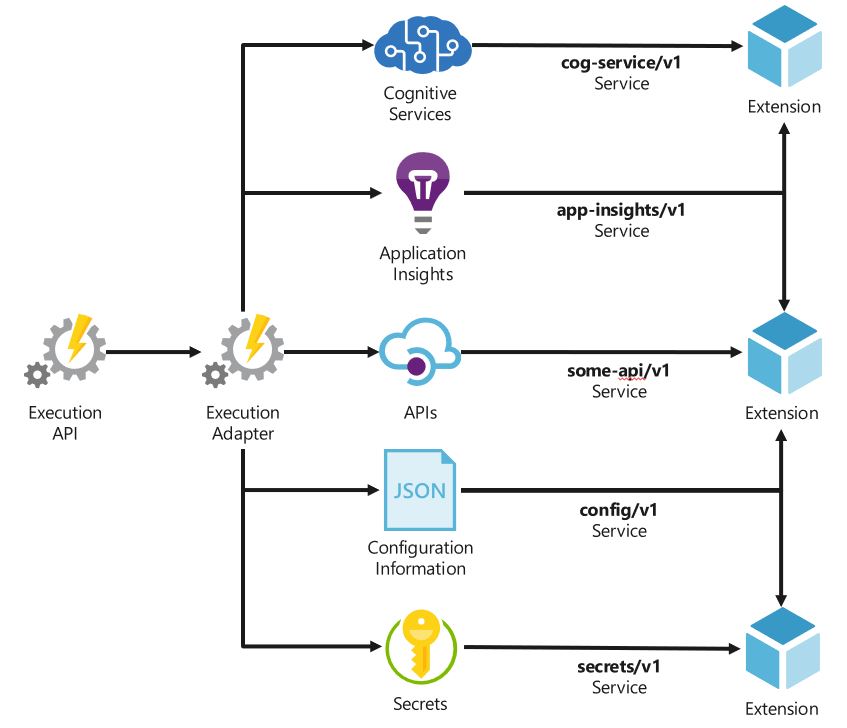 Cognitive
Services
cog-service/v1
Service
Extension
Application
Insights
app-insights/v1
Service
Execution
API
Execution
Adapter
APIs
some-api/v1
Service
Extension
JSON
Configuration
Information
config/v1
Service
Secrets
secrets/v1
Service
Extension